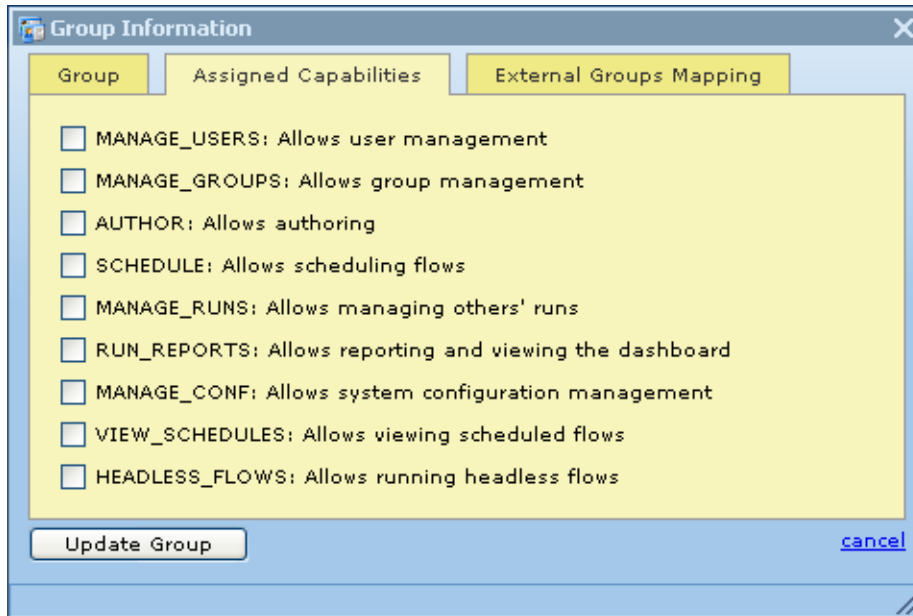 Group Information
Group Assigned Capabilities External Groups Mapping
MANAGE_USERS: Allows user management
MANAGE_GROUPS: Allows group management
AUTHOR: Allows authoring
SCHEDULE: Allows scheduling flows
MANAGE_RUNS: Allows managing others' runs
RUN_REPORTS: Allows reporting and viewing the dashboard
MANAGE_CONF: Allows system configuration management
VIEW_SCHEDULES: Allows viewing scheduled flows
HEADLESS_FLOWS: Allows running headless flows
Update Group cancel